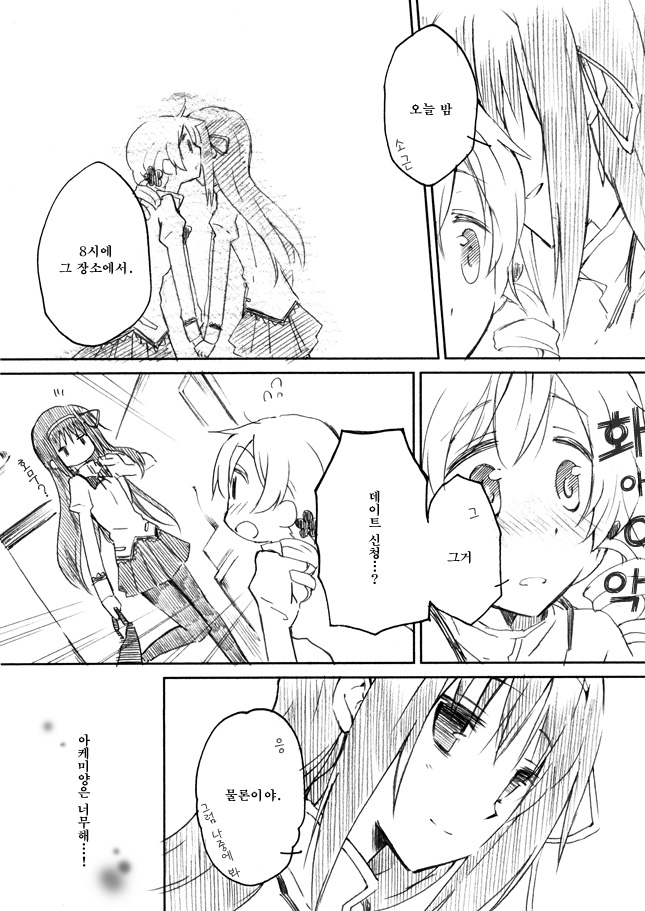 오늘 밤
소근
8시에
그 장소에서.
화아아악
그
그거
데이트 신청…?
응
물론이야.
그럼 나중에 봐
아케미양은 너무해…!